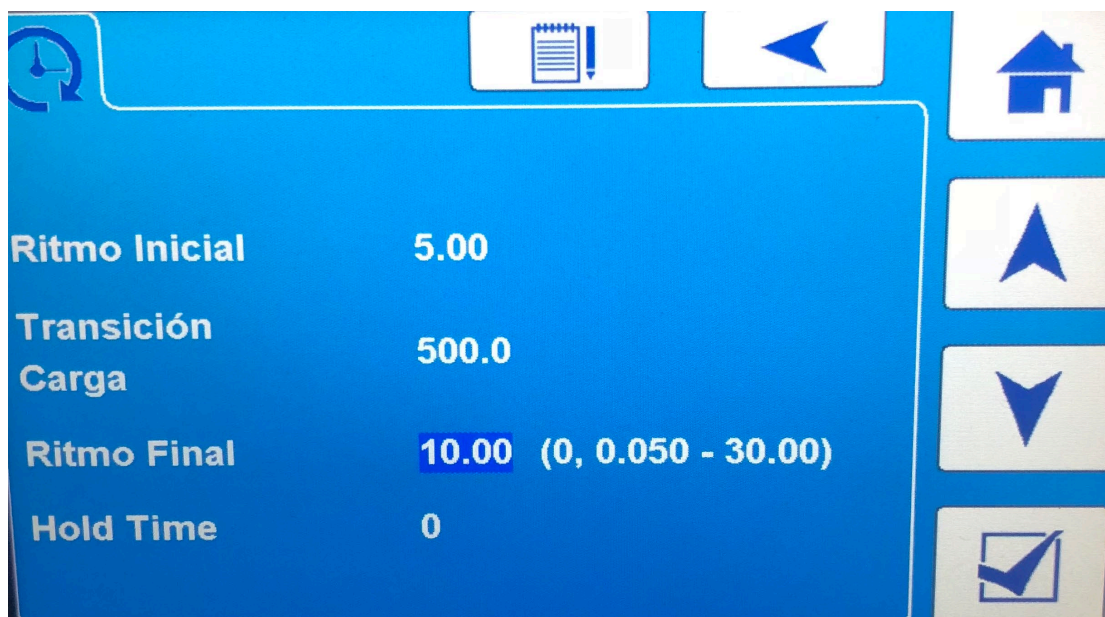 Ritmo Inicial 5.00
Transición
Carga 500.0
Ritmo Final 10.00 (0, 0.050 - 30.00)
Hold Time 0